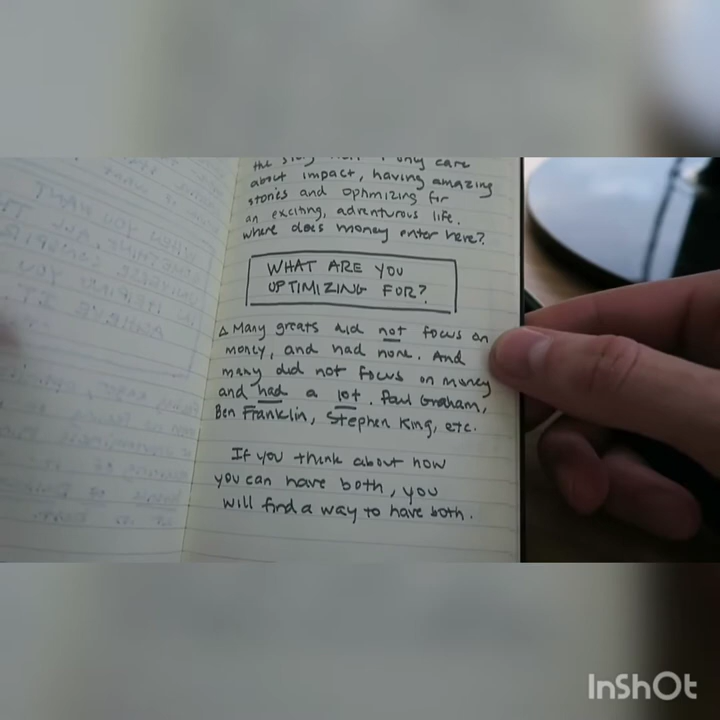 only care
about impact, having amazing
stories and optimizing for
an exciting, adventurous life.
where does money enter here?
WHAT ARE YOU
OPTIMIZING FOR?
△ Many greats did not focus on
money, and had none. And
many did not focus on money
and had a lot. Paul Graham,
Ben Franklin, Stephen King, etc.
If you think about how
you can have both, you
will find a way to have both.
InShOt